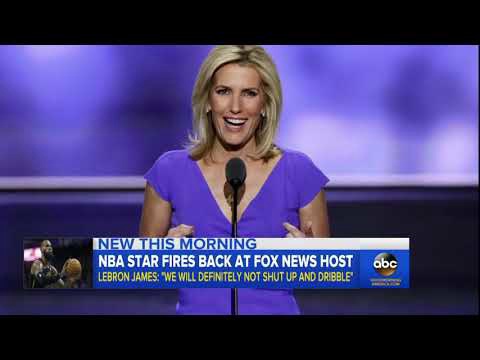 NEW THIS MORNING
NBA STAR FIRES BACK AT FOX NEWS HOST
LEBRON JAMES: "WE WILL DEFINITELY NOT SHUT UP AND DRIBBLE"
abc